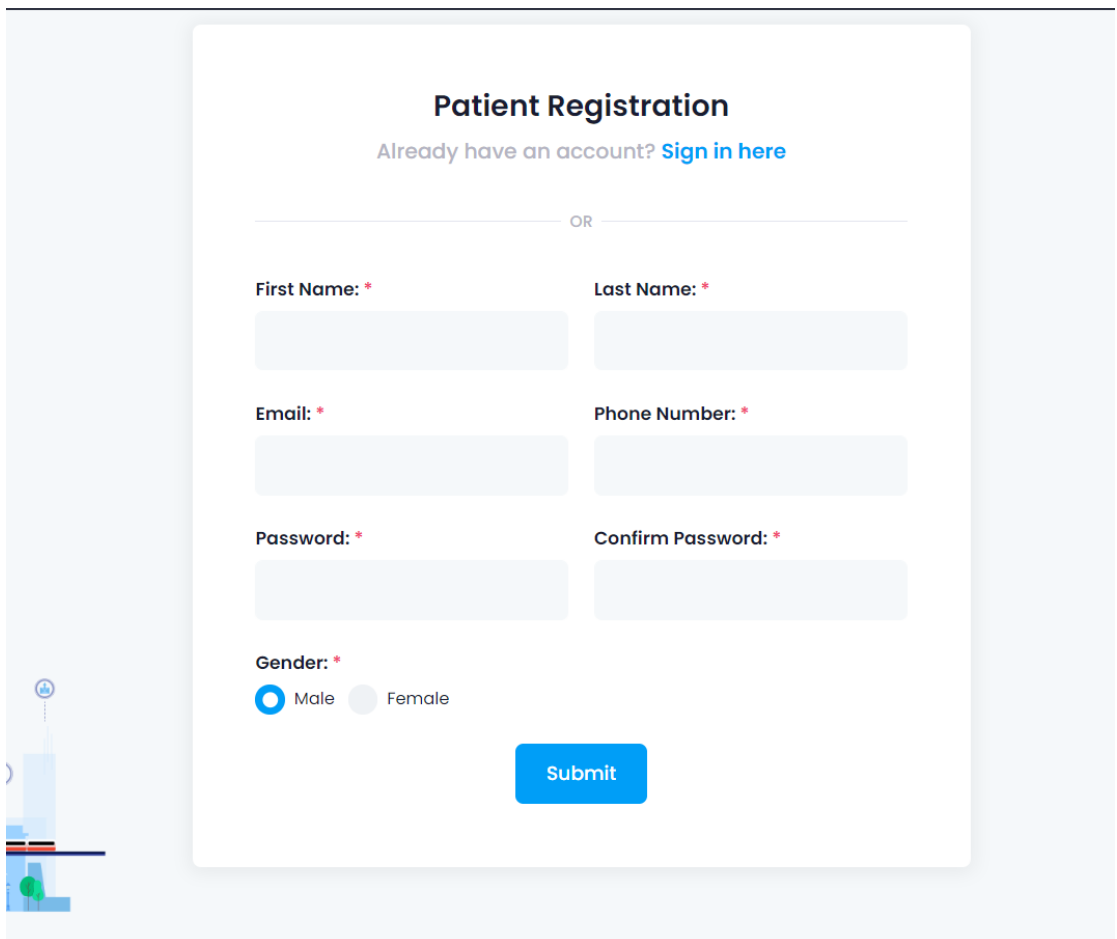 Patient Registration
Already have an account? Sign in here
OR
First Name: * Last Name: *
Email: * Phone Number: *
Password: * Confirm Password: *
Gender: *
Male Female
Submit